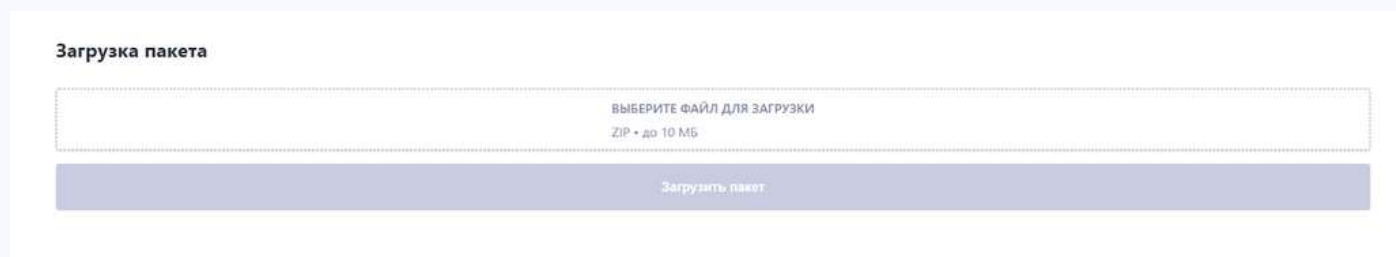 Загрузка пакета
ВЫБЕРИТЕ ФАЙЛ ДЛЯ ЗАГРУЗКИ
ZIP • до 10 МБ
Загрузить пакет